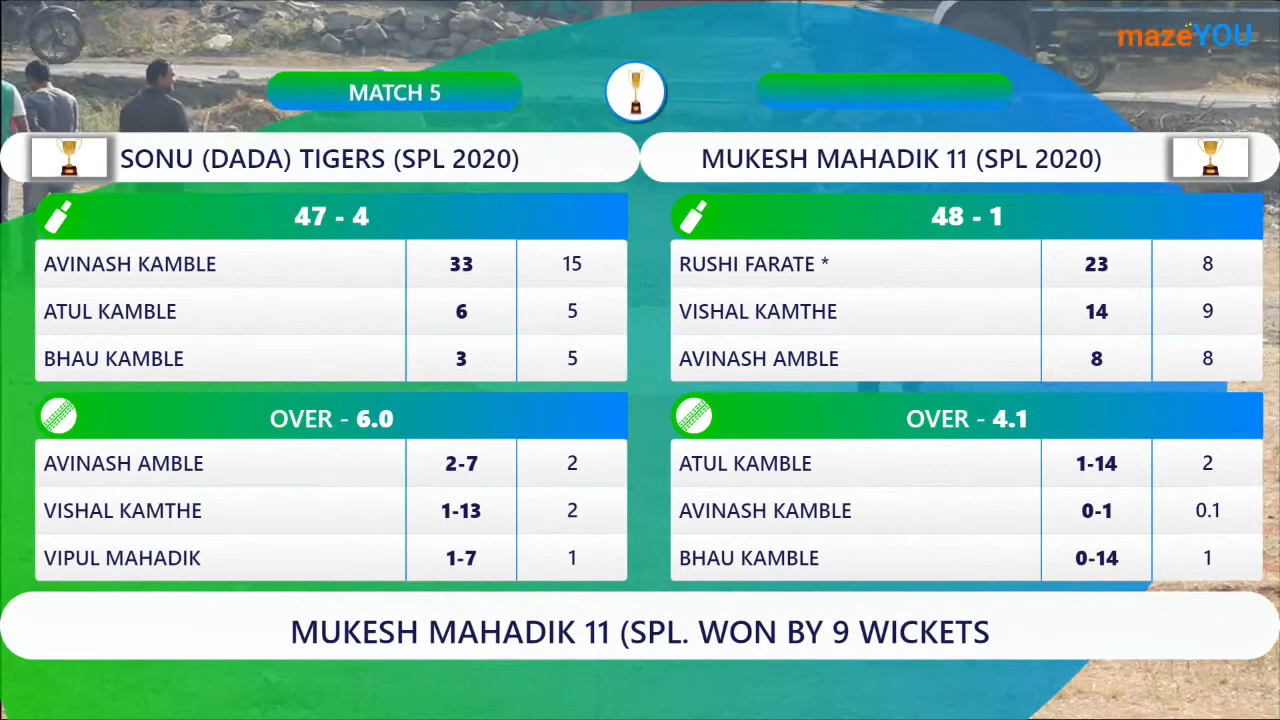 mazeYOU
MATCH 5
SONU (DADA) TIGERS (SPL 2020)
MUKESH MAHADIK 11 (SPL 2020)
47 - 4
AVINASH KAMBLE 33 15
ATUL KAMBLE 6 5
BHAU KAMBLE 3 5
OVER - 6.0
AVINASH AMBLE 2-7 2
VISHAL KAMTHE 1-13 2
VIPUL MAHADIK 1-7 1
48 - 1
RUSHI FARATE * 23 8
VISHAL KAMTHE 14 9
AVINASH AMBLE 8 8
OVER - 4.1
ATUL KAMBLE 1-14 2
AVINASH KAMBLE 0-1 0.1
BHAU KAMBLE 0-14 1
MUKESH MAHADIK 11 (SPL. WON BY 9 WICKETS